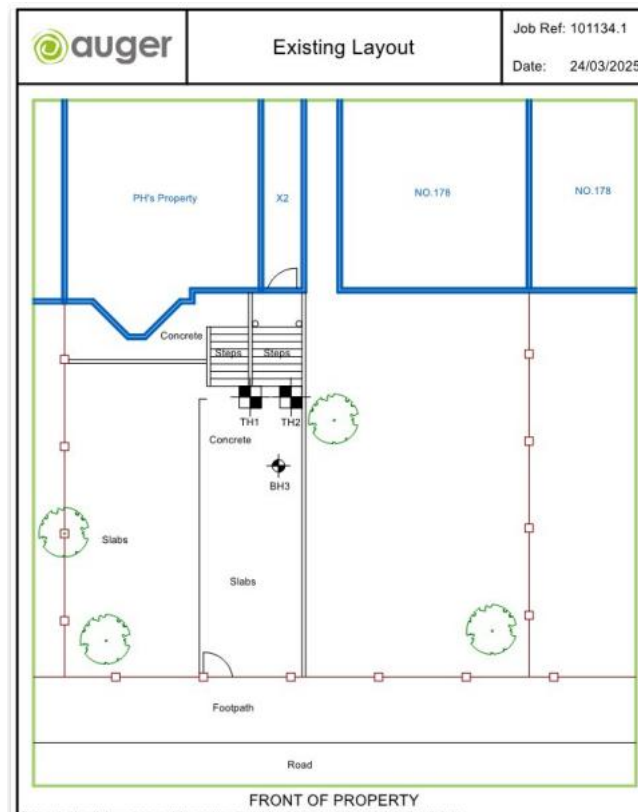 auger
Existing Layout
Job Ref: 101134.1
Date: 24/03/2025
PH's Property
X2
NO.178
NO.178
Concrete
Steps
Steps
TH1
TH2
Concrete
BH3
Slabs
Slabs
Footpath
Road
FRONT OF PROPERTY